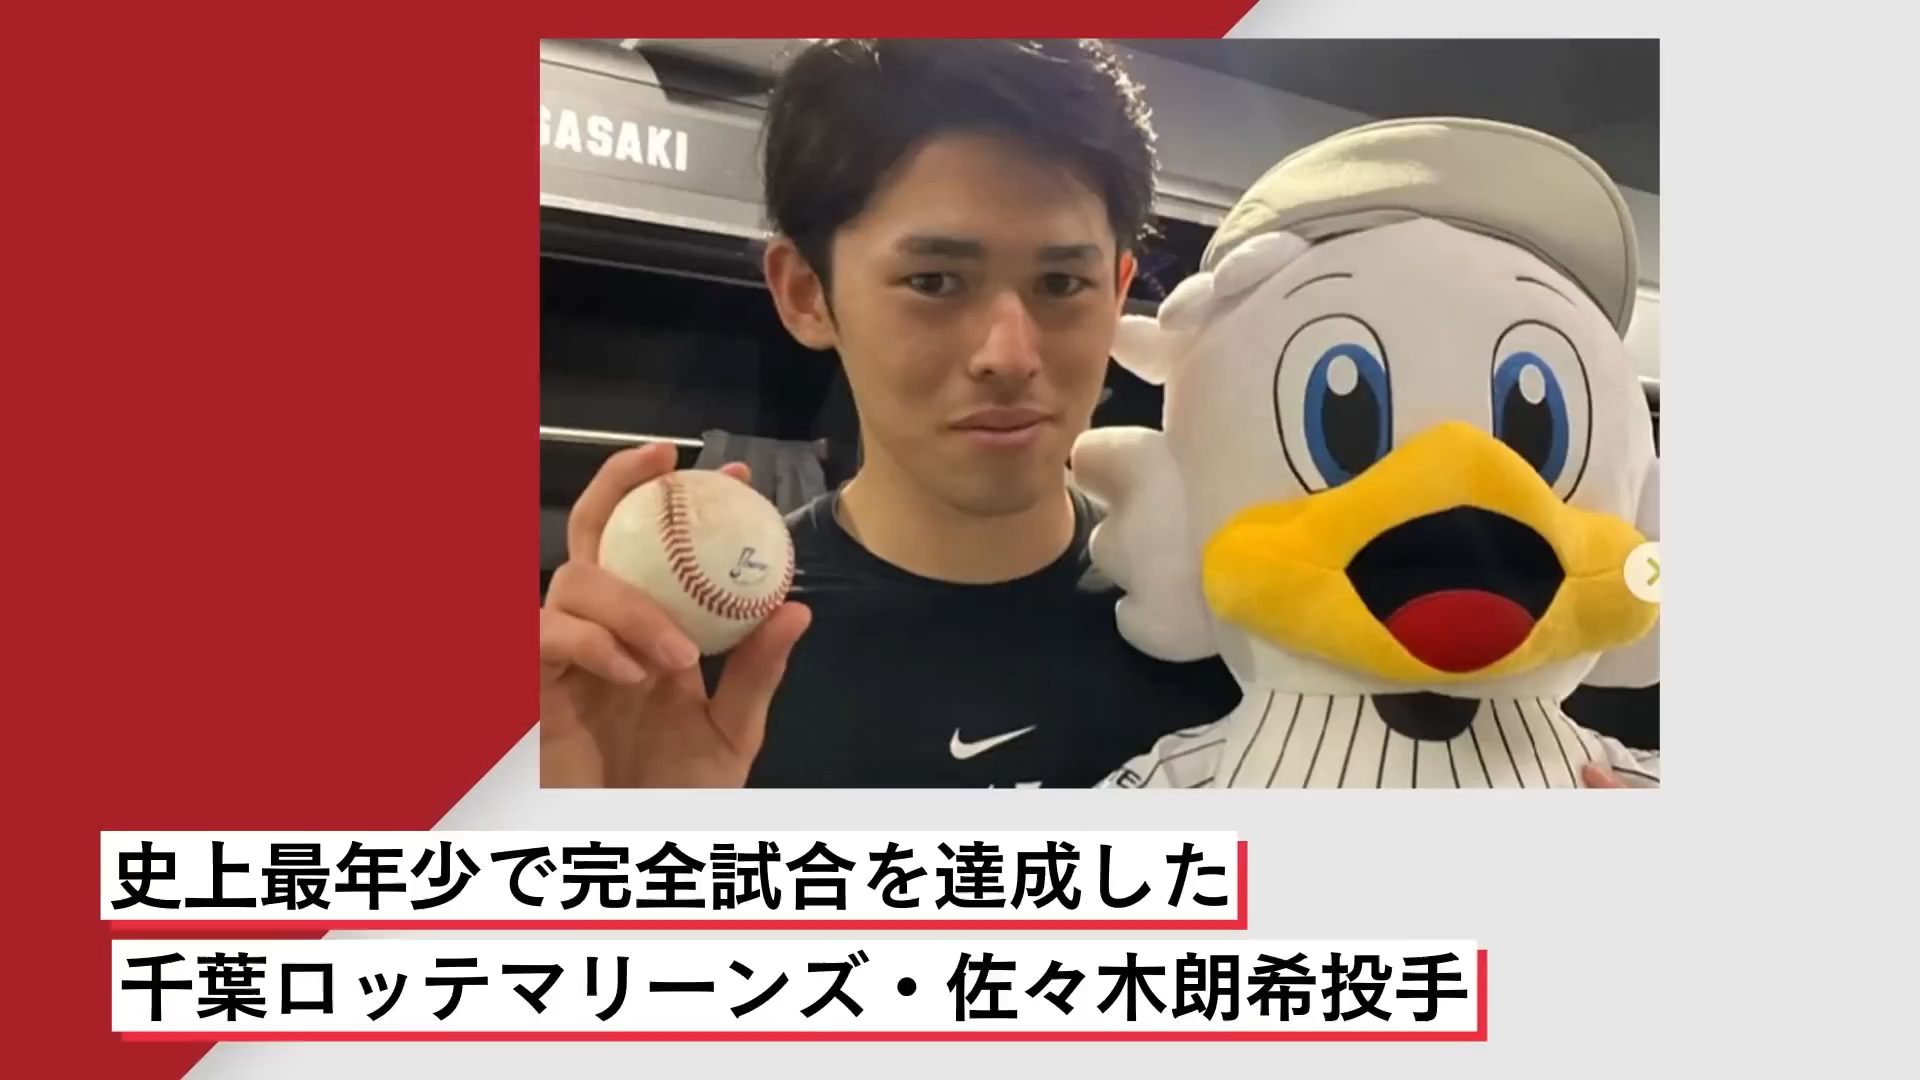 SASAKI
史上最年少で完全試合を達成した
千葉ロッテマリーンズ・佐々木朗希投手